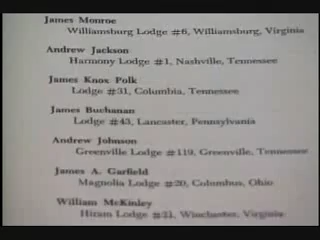 James Monroe
Williamsburg Lodge #6, Williamsburg, Virginia
Andrew Jackson
Harmony Lodge #1, Nashville, Tennessee
James Knox Polk
Lodge #31, Columbia, Tennessee
James Buchanan
Lodge #43, Lancaster, Pennsylvania
Andrew Johnson
Greenville Lodge #119, Greenville, Tennessee
James A. Garfield
Magnolia Lodge #20, Columbus, Ohio
William McKinley
Hiram Lodge #21, Winchester, Virginia